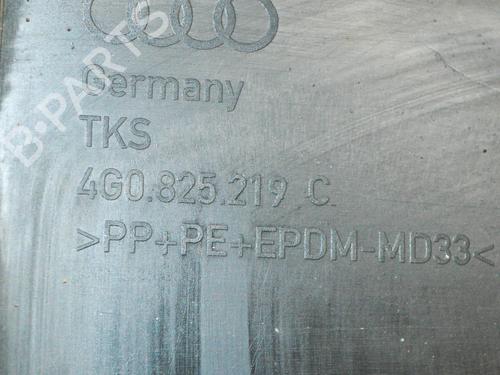 B-PARTS
Germany
TKS
4G0.825.219 C
>PP+PE+EPDM-MD33<